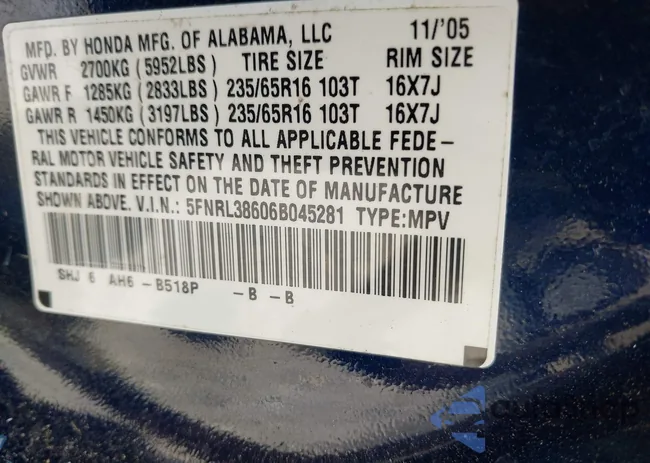 MFD. BY HONDA MFG. OF ALABAMA, LLC 11/'05
GVWR 2700KG (5952LBS) TIRE SIZE RIM SIZE
GAWR F 1285KG (2833LBS) 235/65R16 103T 16X7J
GAWR R 1450KG (3197LBS) 235/65R16 103T 16X7J
THIS VEHICLE CONFORMS TO ALL APPLICABLE FEDE-
RAL MOTOR VEHICLE SAFETY AND THEFT PREVENTION
STANDARDS IN EFFECT ON THE DATE OF MANUFACTURE
SHOWN ABOVE. V.I.N.: 5FNRL38606B045281 TYPE:MPV
SHJ 6 AH6 -B518P -B -B